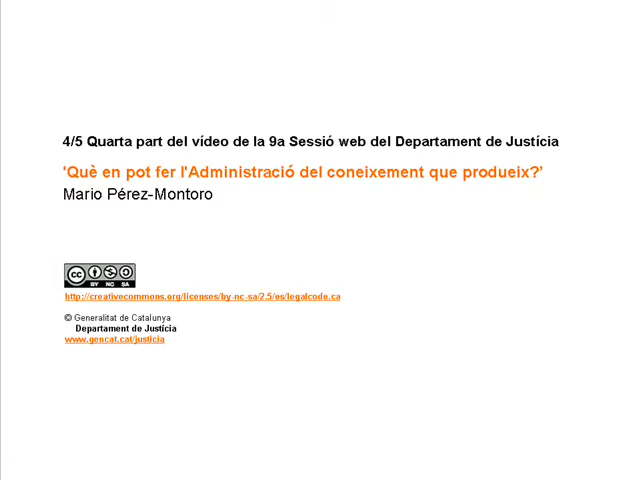 4/5 Quarta part del vídeo de la 9a Sessió web del Departament de Justícia
'Què en pot fer l'Administració del coneixement que produeix?'
Mario Pérez-Montoro
cc BY NC SA
http://creativecommons.org/licenses/by-nc-sa/2.5/es/legalcode.ca
© Generalitat de Catalunya
Departament de Justícia
www.gencat.cat/justicia